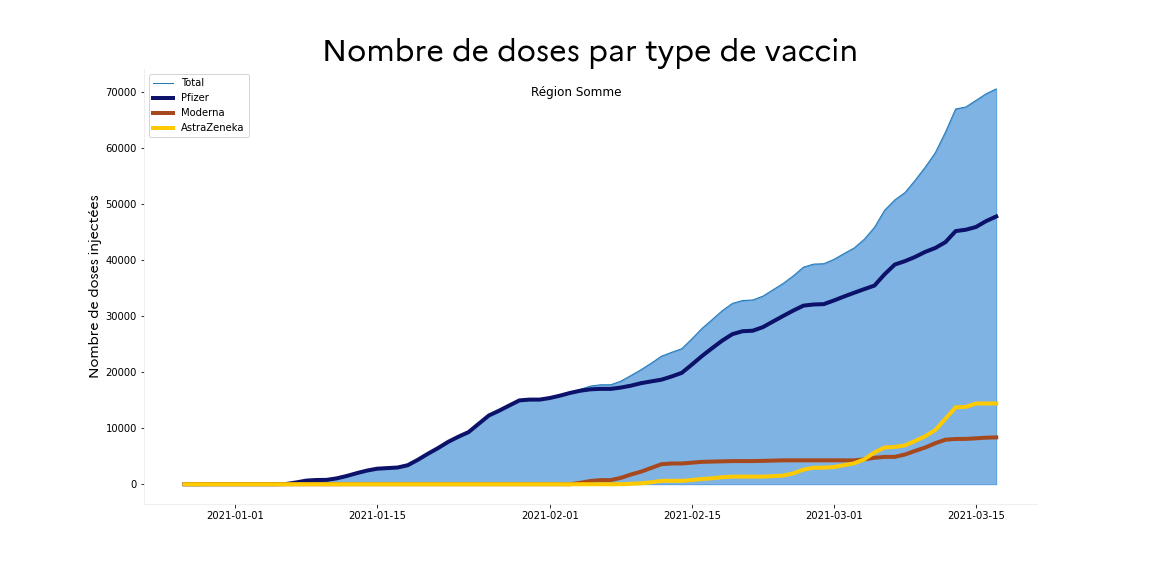 Nombre de doses par type de vaccin
Région Somme
Total
Pfizer
Moderna
AstraZeneka
Nombre de doses injectées
70000
60000
50000
40000
30000
20000
10000
0
2021-01-01
2021-01-15
2021-02-01
2021-02-15
2021-03-01
2021-03-15